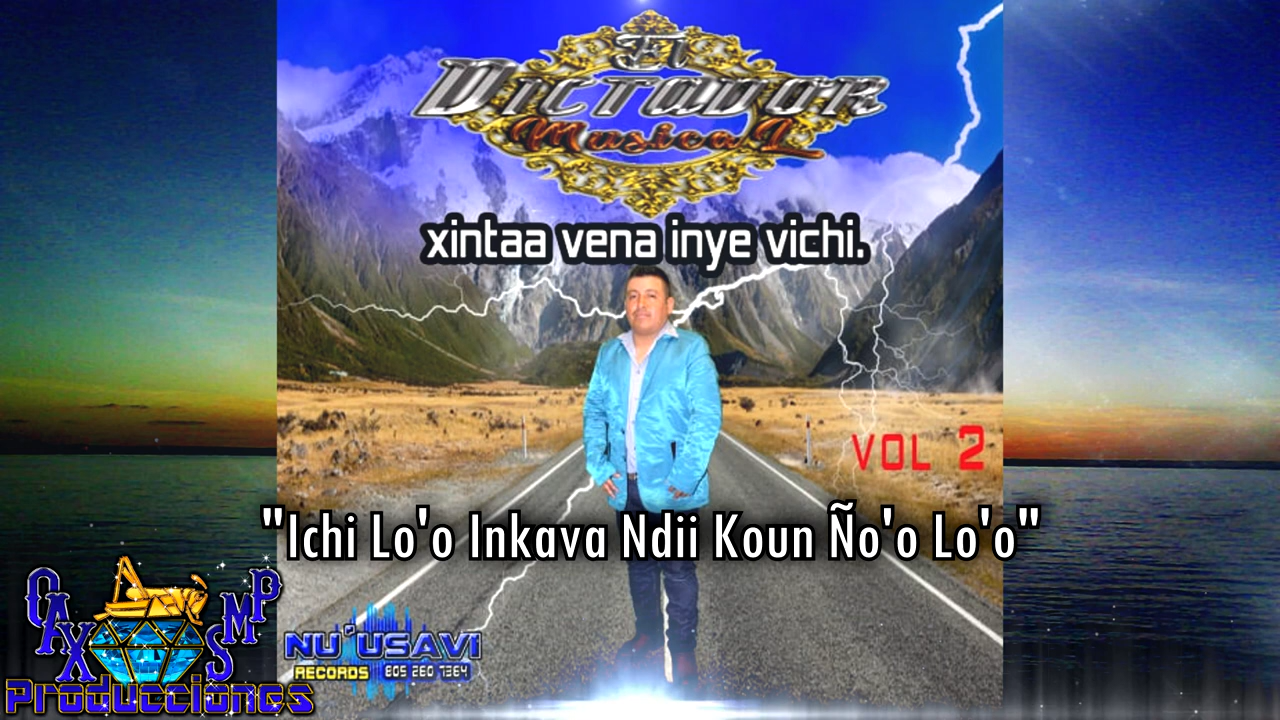 El
Dictador
Musical
xintaa vena inye vichi.
VOL 2
"Ichi Lo'o Inkava Ndii Koun Ño'o Lo'o"
NU'USAVI
RECORDS 805 260 7364
OAX SMP
Producciones